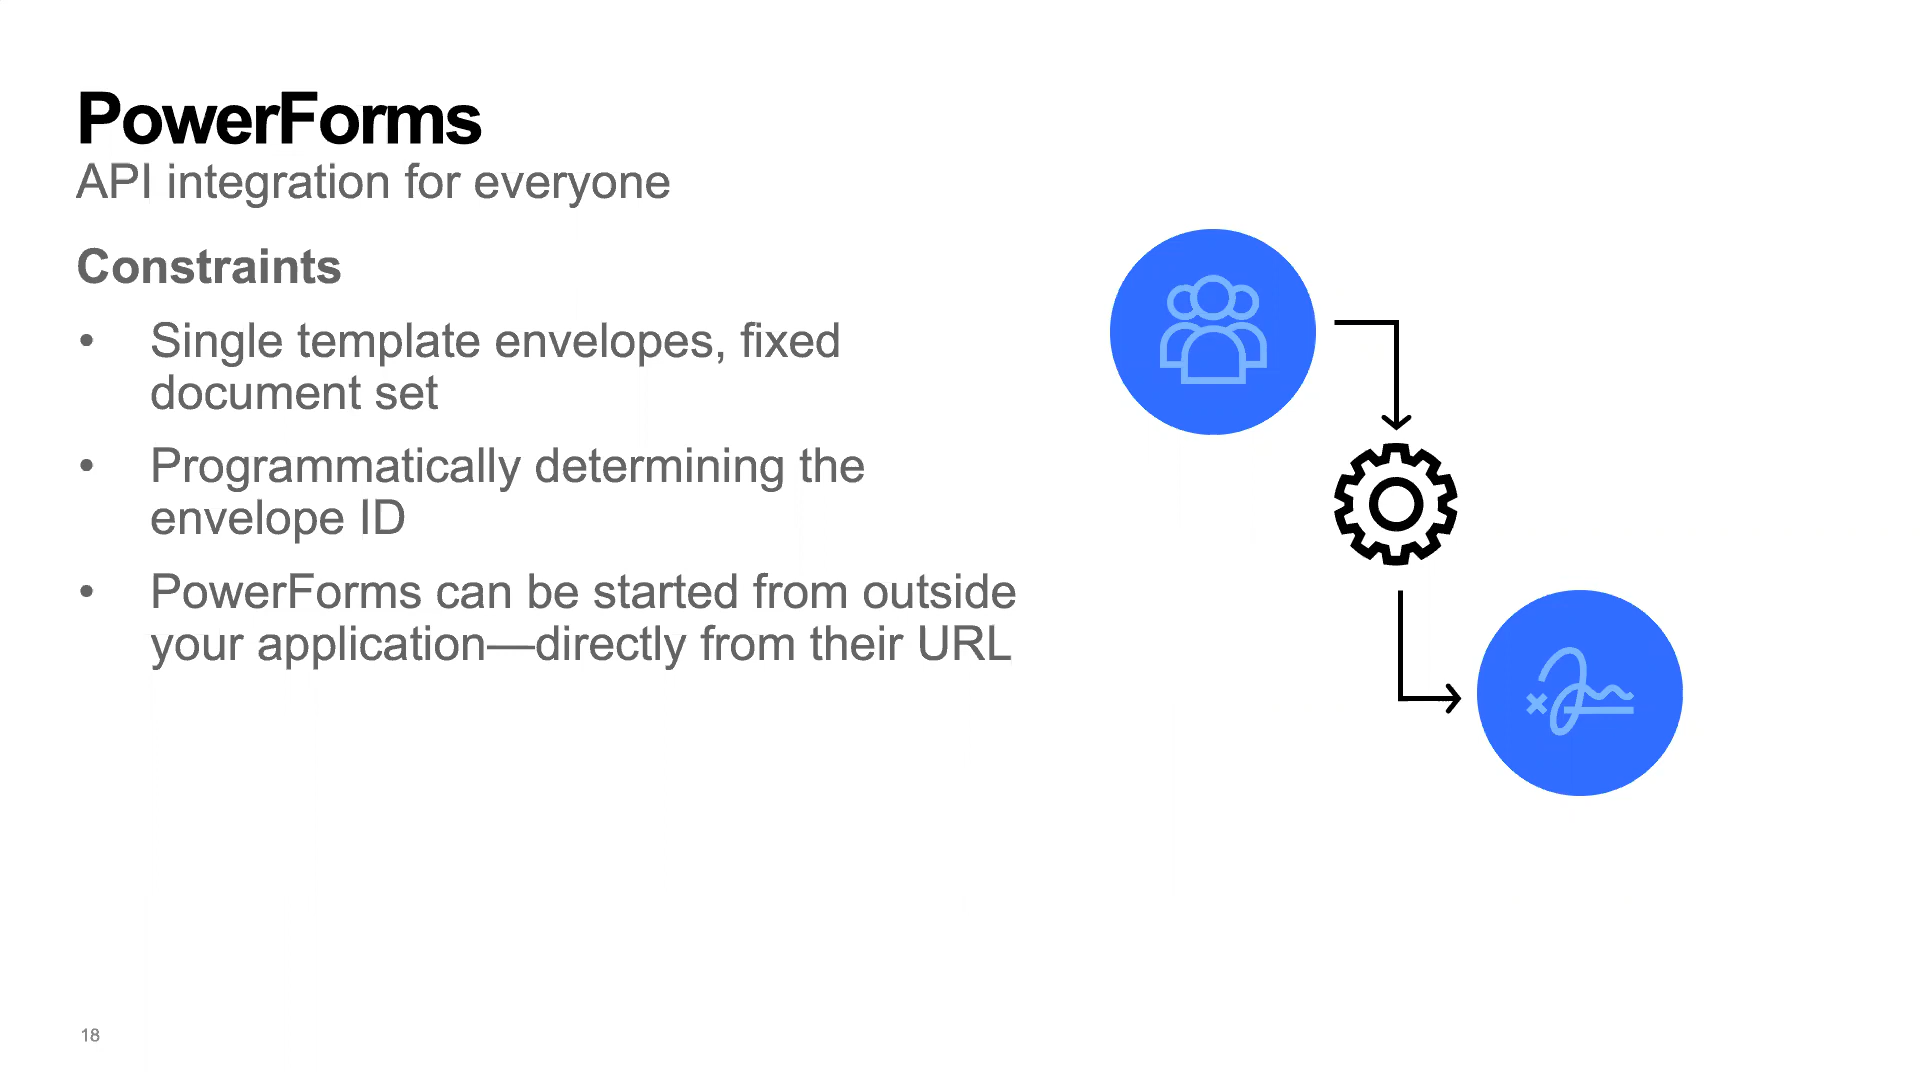 PowerForms
API integration for everyone
Constraints
• Single template envelopes, fixed
document set
• Programmatically determining the
envelope ID
• PowerForms can be started from outside
your application—directly from their URL
18